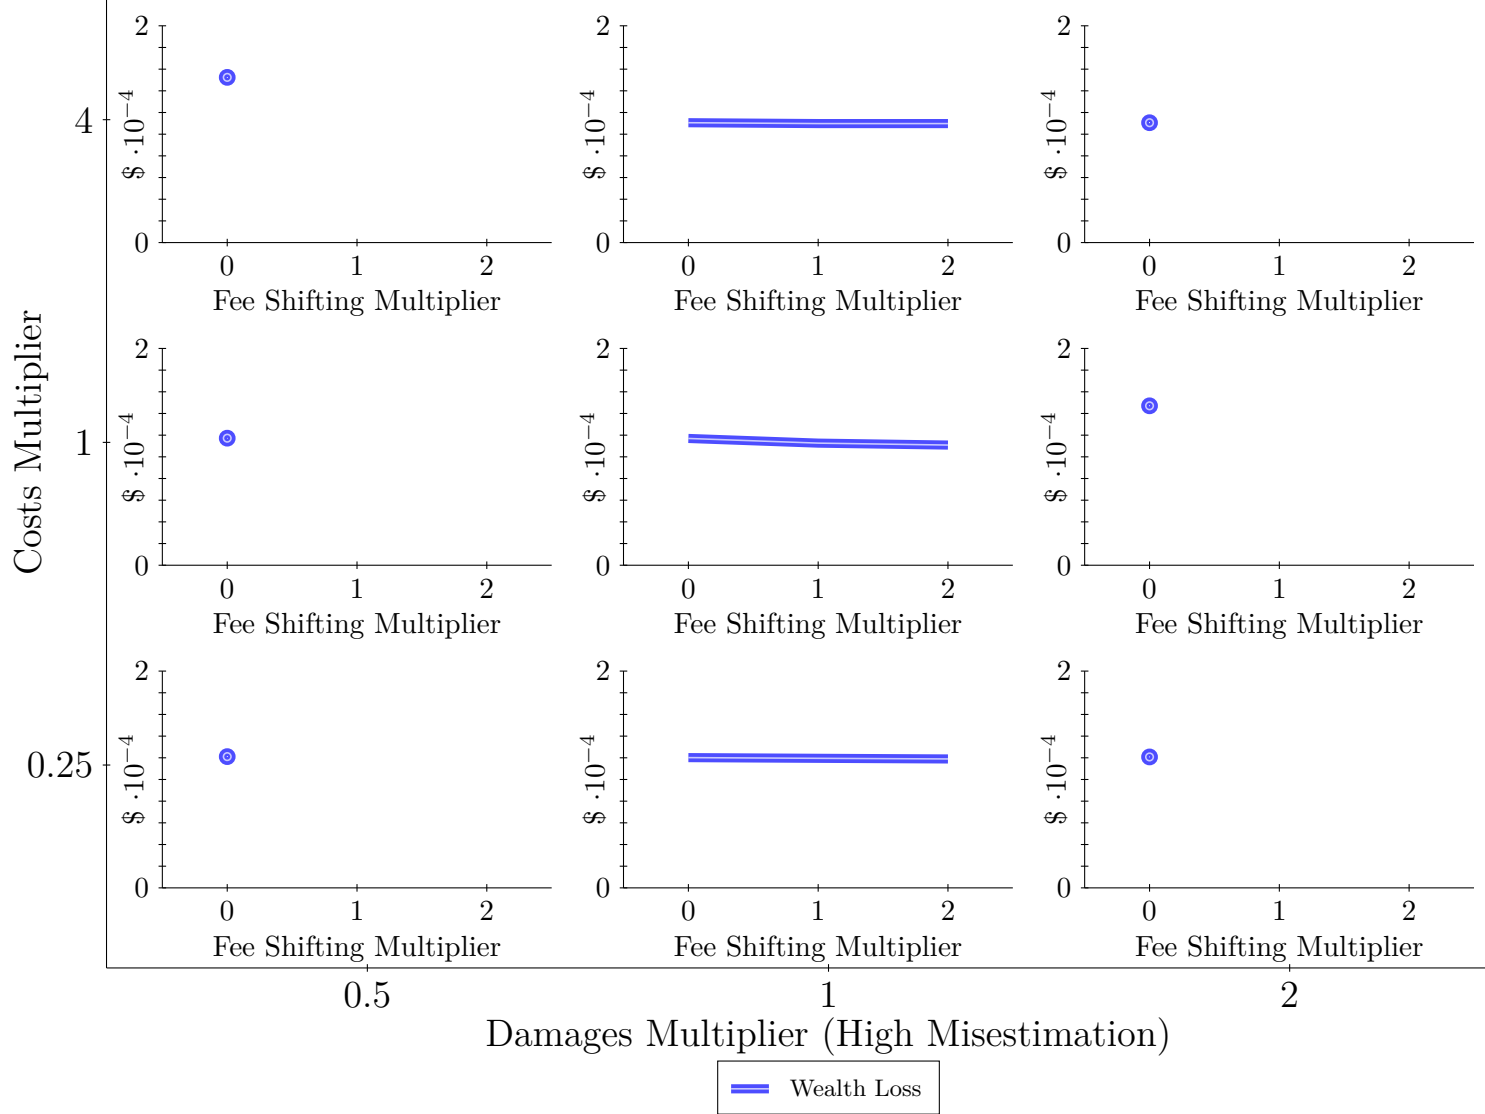 2 2 2
$ ·10⁻⁴ $ ·10⁻⁴ $ ·10⁻⁴
4
0 0 0
0 1 2 0 1 2 0 1 2
Fee Shifting Multiplier Fee Shifting Multiplier Fee Shifting Multiplier
Costs Multiplier
2 2 2
$ ·10⁻⁴ $ ·10⁻⁴ $ ·10⁻⁴
1
0 0 0
0 1 2 0 1 2 0 1 2
Fee Shifting Multiplier Fee Shifting Multiplier Fee Shifting Multiplier
2 2 2
$ ·10⁻⁴ $ ·10⁻⁴ $ ·10⁻⁴
0.25
0 0 0
0 1 2 0 1 2 0 1 2
Fee Shifting Multiplier Fee Shifting Multiplier Fee Shifting Multiplier
0.5 1 2
Damages Multiplier (High Misestimation)
Wealth Loss